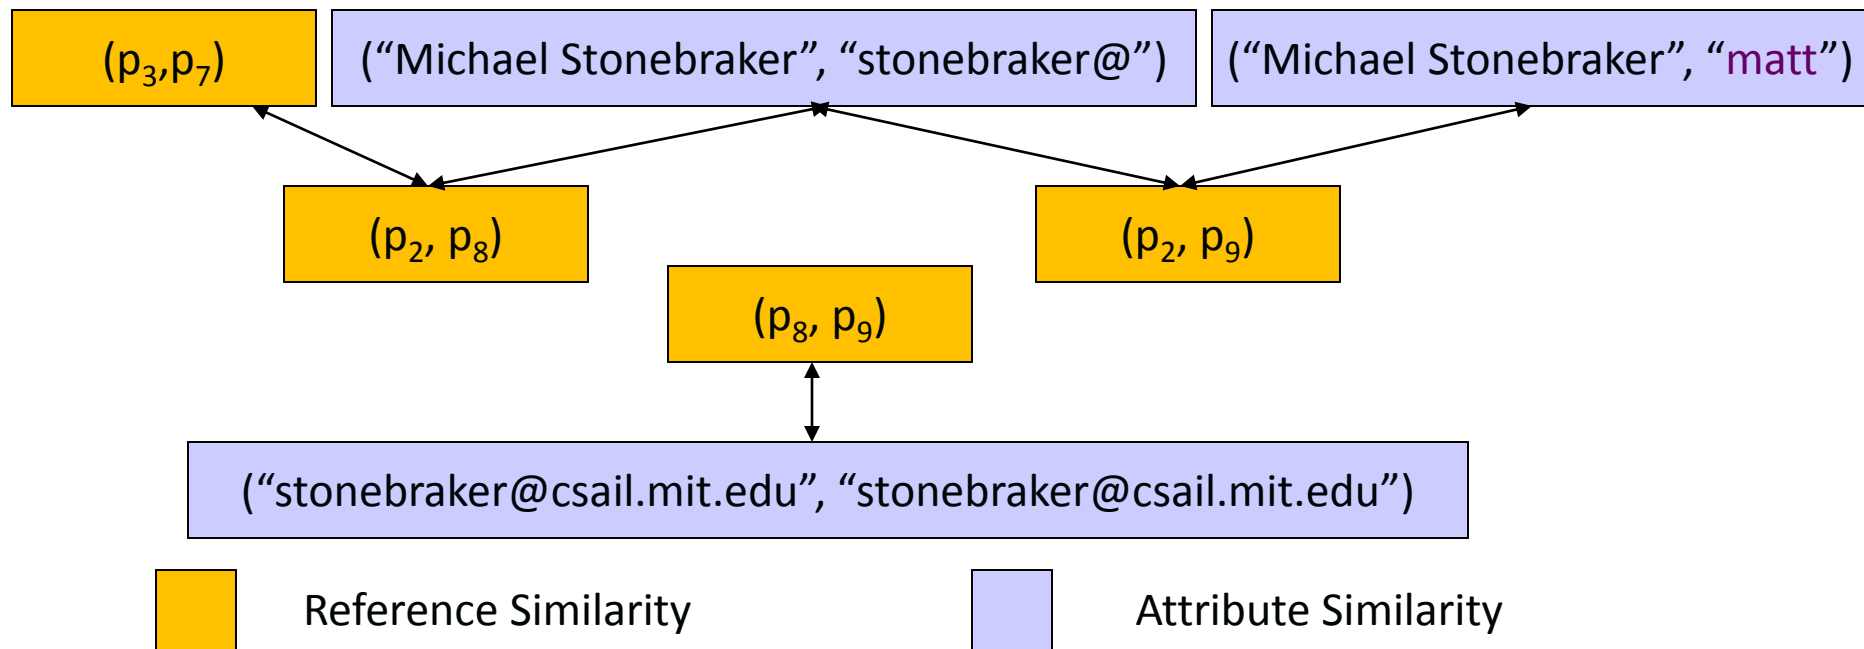 (p₃,p₇)
(“Michael Stonebraker”, “stonebraker@”)
(“Michael Stonebraker”, “matt”)
(p₂, p₈)
(p₂, p₉)
(p₈, p₉)
(“stonebraker@csail.mit.edu”, “stonebraker@csail.mit.edu”)
Reference Similarity
Attribute Similarity